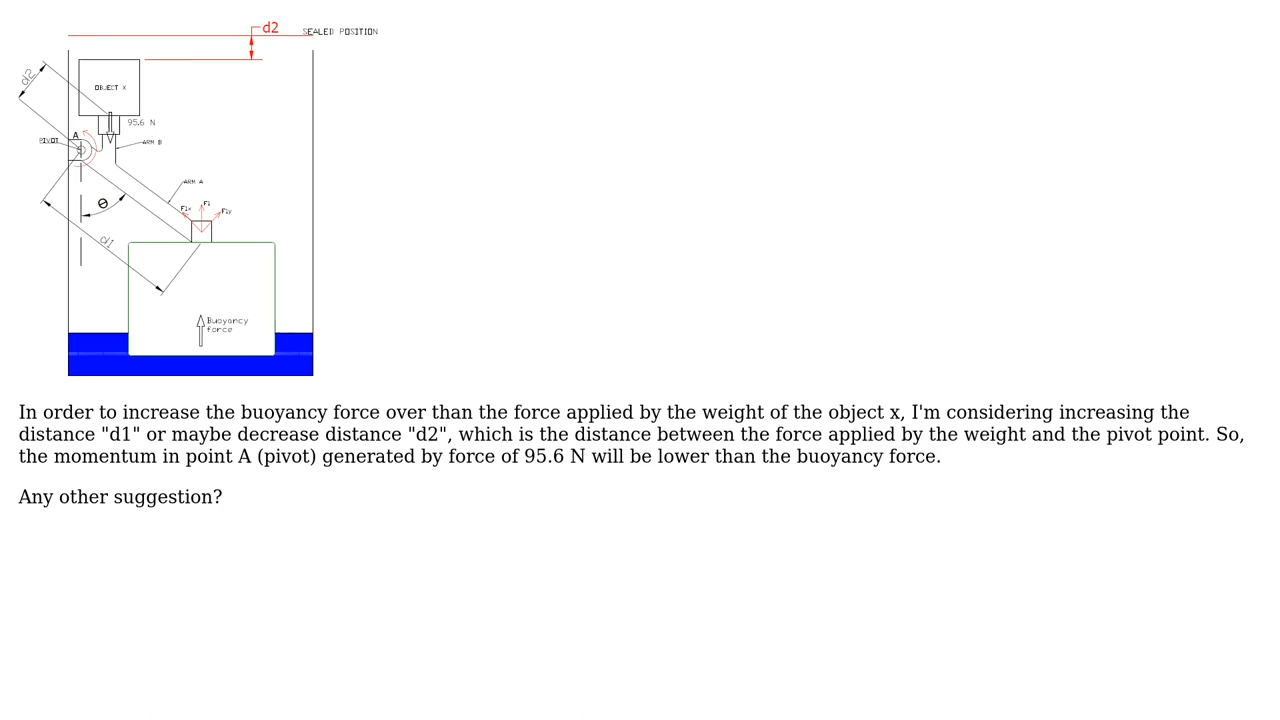 d2
SEALED POSITION
d2
OBJECT X
95.6 N
A
PIVOT
ARM B
ARM A
θ
F1x
F1
F1y
d1
Buoyancy
force
In order to increase the buoyancy force over than the force applied by the weight of the object x, I'm considering increasing the
distance "d1" or maybe decrease distance "d2", which is the distance between the force applied by the weight and the pivot point. So,
the momentum in point A (pivot) generated by force of 95.6 N will be lower than the buoyancy force.
Any other suggestion?